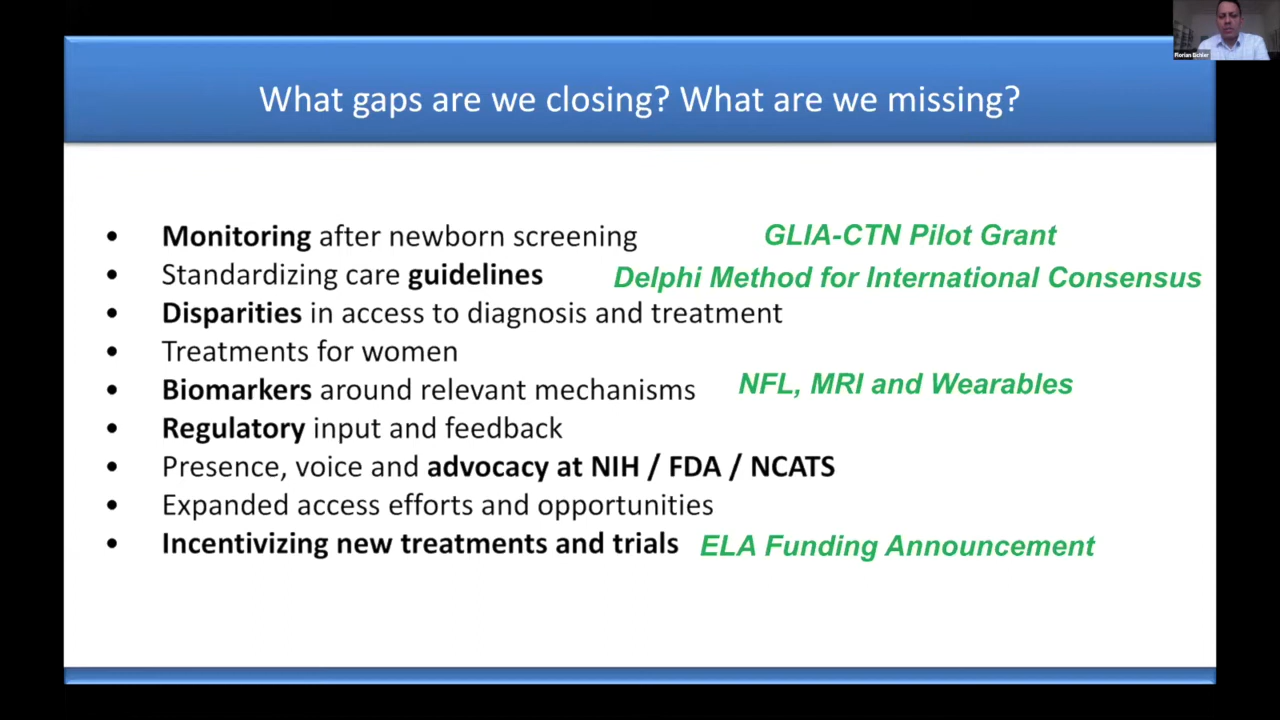 Florian Eichler
What gaps are we closing? What are we missing?
• Monitoring after newborn screening GLIA-CTN Pilot Grant
• Standardizing care guidelines Delphi Method for International Consensus
• Disparities in access to diagnosis and treatment
• Treatments for women
• Biomarkers around relevant mechanisms NFL, MRI and Wearables
• Regulatory input and feedback
• Presence, voice and advocacy at NIH / FDA / NCATS
• Expanded access efforts and opportunities
• Incentivizing new treatments and trials ELA Funding Announcement